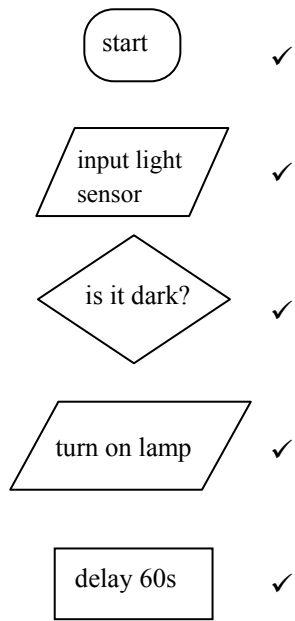 start
✓
input light
sensor
✓
is it dark?
✓
turn on lamp
✓
delay 60s
✓